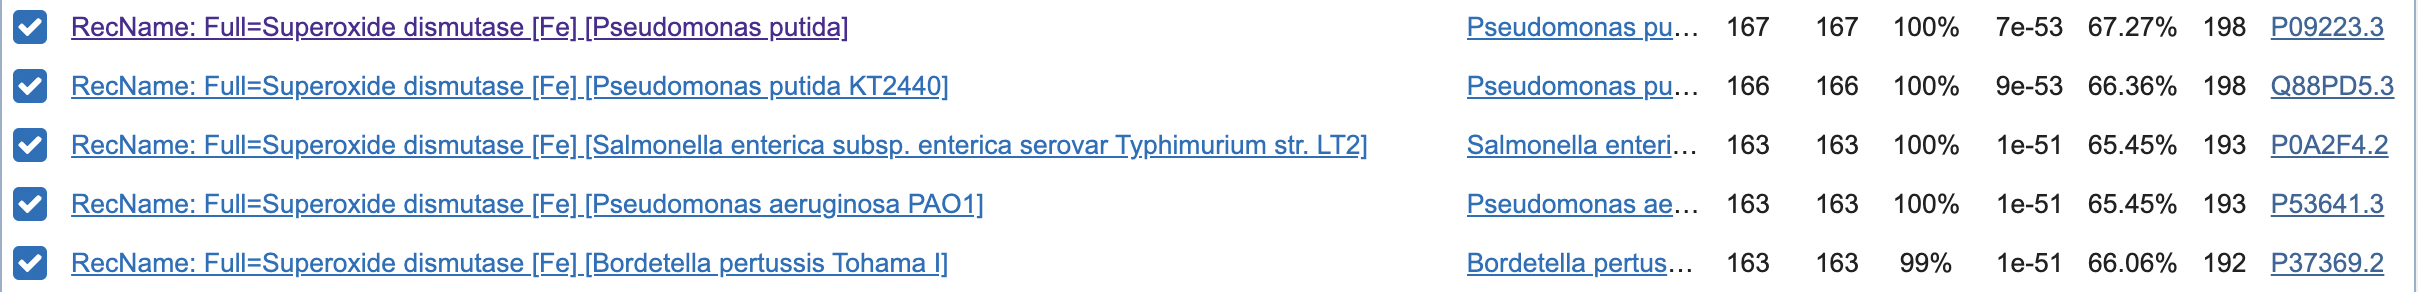 RecName: Full=Superoxide dismutase [Fe] [Pseudomonas putida] Pseudomonas pu... 167 167 100% 7e-53 67.27% 198 P09223.3
RecName: Full=Superoxide dismutase [Fe] [Pseudomonas putida KT2440] Pseudomonas pu... 166 166 100% 9e-53 66.36% 198 Q88PD5.3
RecName: Full=Superoxide dismutase [Fe] [Salmonella enterica subsp. enterica serovar Typhimurium str. LT2] Salmonella enteri... 163 163 100% 1e-51 65.45% 193 P0A2F4.2
RecName: Full=Superoxide dismutase [Fe] [Pseudomonas aeruginosa PAO1] Pseudomonas ae... 163 163 100% 1e-51 65.45% 193 P53641.3
RecName: Full=Superoxide dismutase [Fe] [Bordetella pertussis Tohama I] Bordetella pertus... 163 163 99% 1e-51 66.06% 192 P37369.2